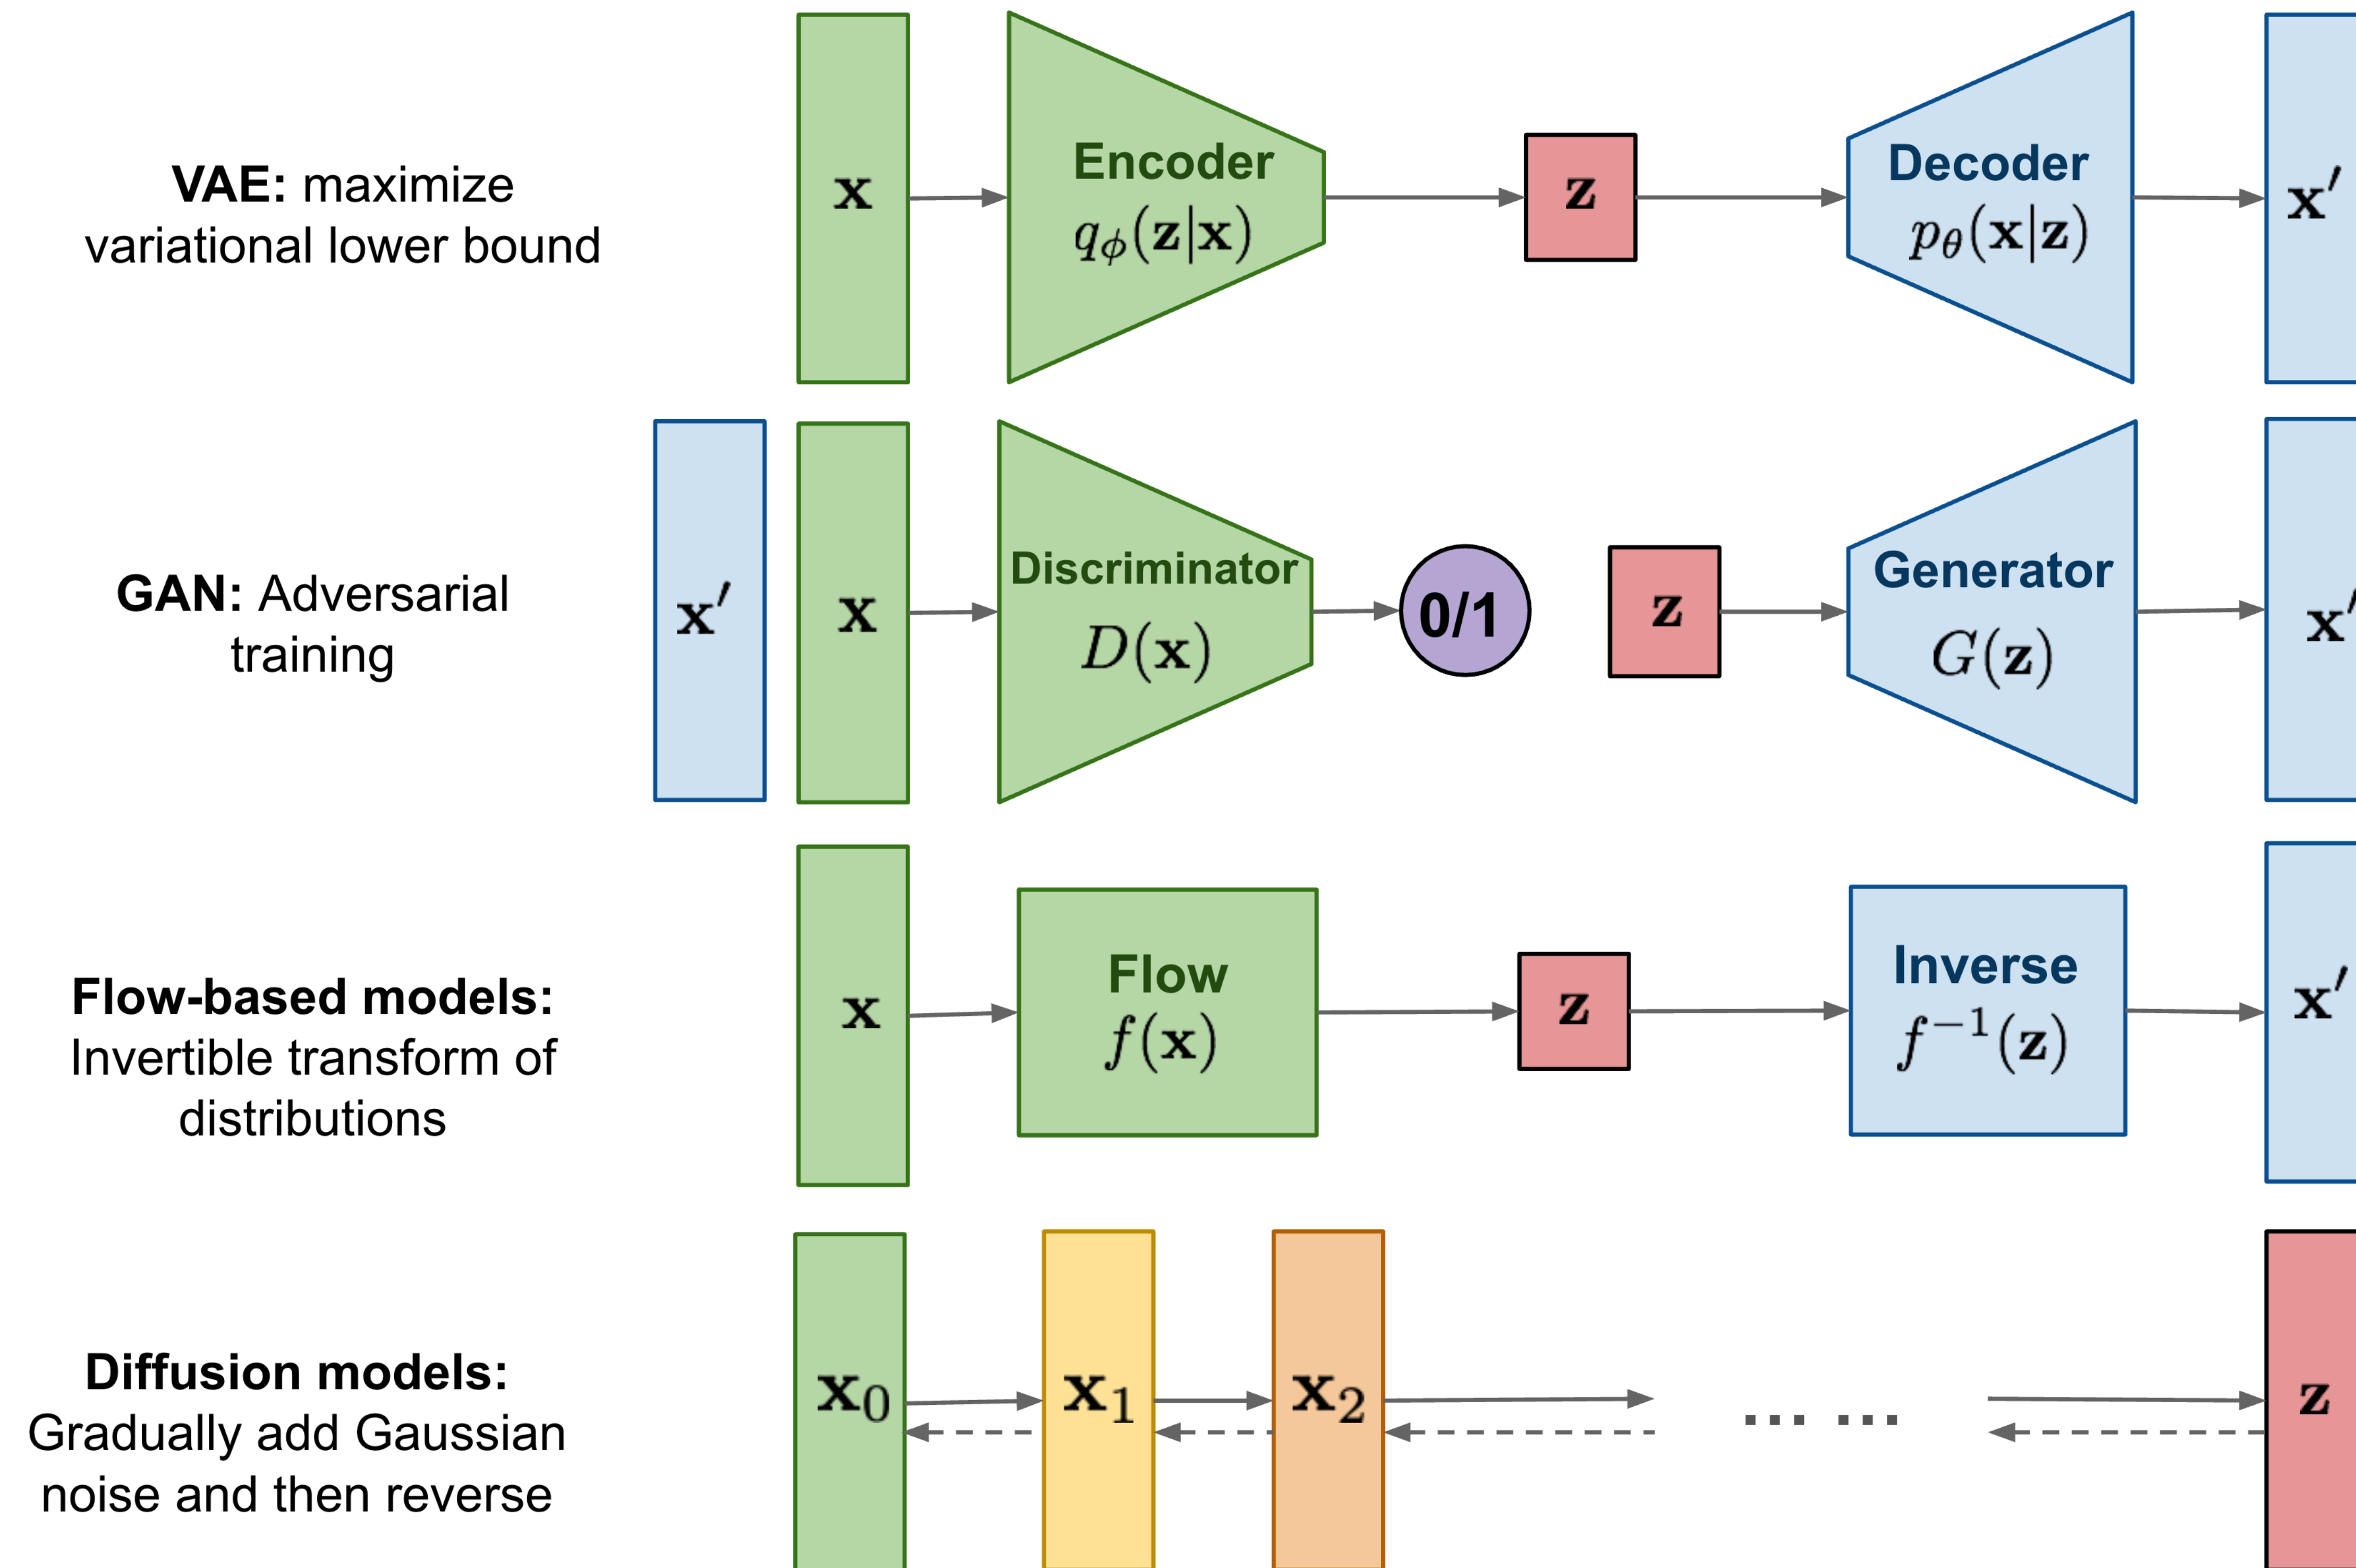 VAE: maximize
variational lower bound
x
Encoder
qϕ(z|x)
z
Decoder
pθ(x|z)
x′
GAN: Adversarial
training
x′
x
Discriminator
D(x)
0/1
z
Generator
G(z)
x′
Flow-based models:
Invertible transform of
distributions
x
Flow
f(x)
z
Inverse
f⁻¹(z)
x′
Diffusion models:
Gradually add Gaussian
noise and then reverse
x₀
x₁
x₂
... ...
z